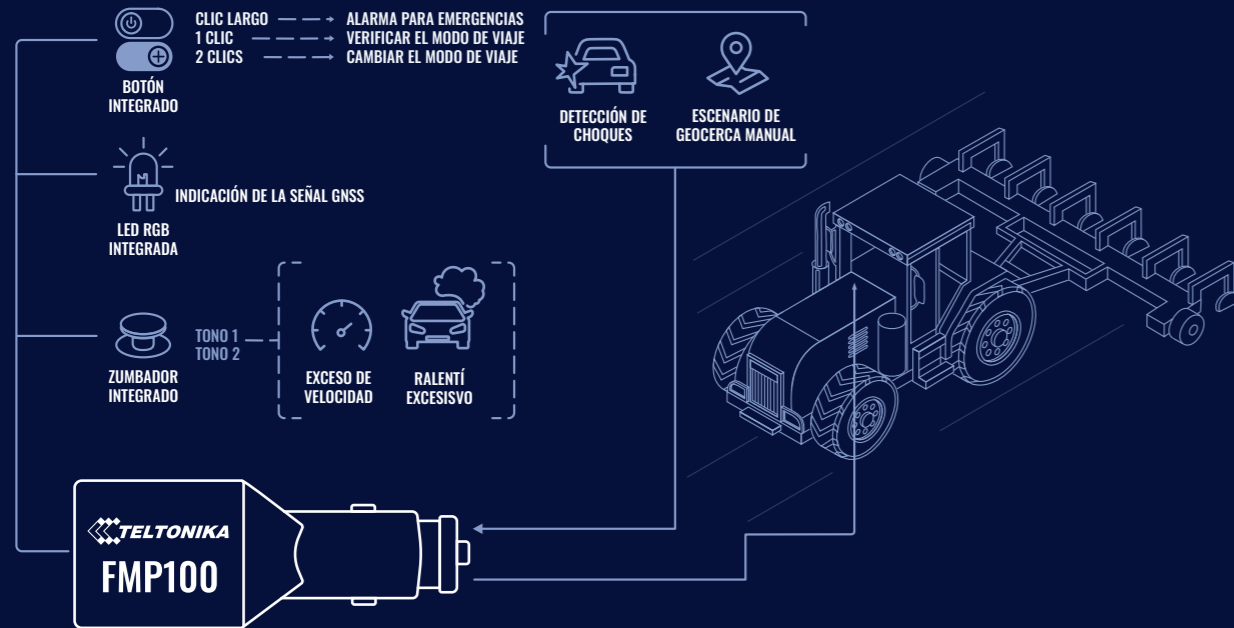 CLIC LARGO
ALARMA PARA EMERGENCIAS
1 CLIC
VERIFICAR EL MODO DE VIAJE
2 CLICS
CAMBIAR EL MODO DE VIAJE
BOTÓN
INTEGRADO
DETECCIÓN DE
CHOQUES
ESCENARIO DE
GEOCERCA MANUAL
INDICACIÓN DE LA SEÑAL GNSS
LED RGB
INTEGRADA
TONO 1
TONO 2
ZUMBADOR
INTEGRADO
EXCESO DE
VELOCIDAD
RALENTÍ
EXCESISVO
TELTONIKA
FMP100